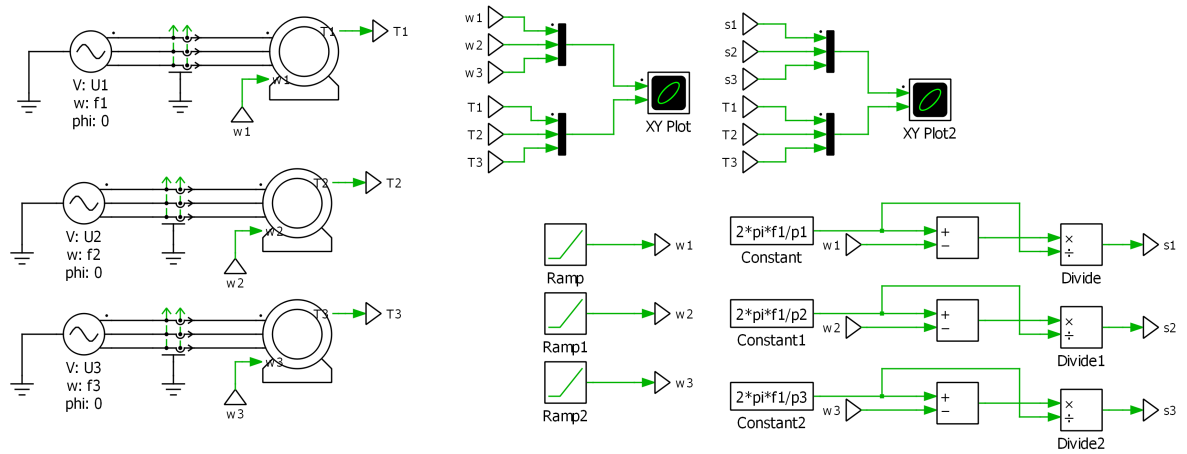 T1
T1
w1
V: U1
w: f1
phi: 0
w1
T2
T2
w2
V: U2
w: f2
phi: 0
w2
T3
T3
w3
V: U3
w: f3
phi: 0
w3
w1
w2
w3
T1
T2
T3
XY Plot
s1
s2
s3
T1
T2
T3
XY Plot2
Ramp
w1
Ramp1
w2
Ramp2
w3
2*pi*f1/p1
Constant
w1
+
−
×
÷
Divide
s1
2*pi*f1/p2
Constant1
w2
+
−
×
÷
Divide1
s2
2*pi*f1/p3
Constant2
w3
+
−
×
÷
Divide2
s3